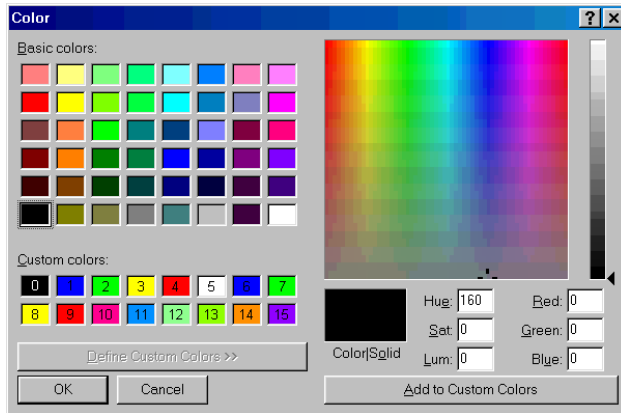 Color
Basic colors:
Custom colors:
0 1 2 3 4 5 6 7
8 9 10 11 12 13 14 15
Define Custom Colors >>
OK Cancel
Color|Solid
Hue: 160 Red: 0
Sat: 0 Green: 0
Lum: 0 Blue: 0
Add to Custom Colors